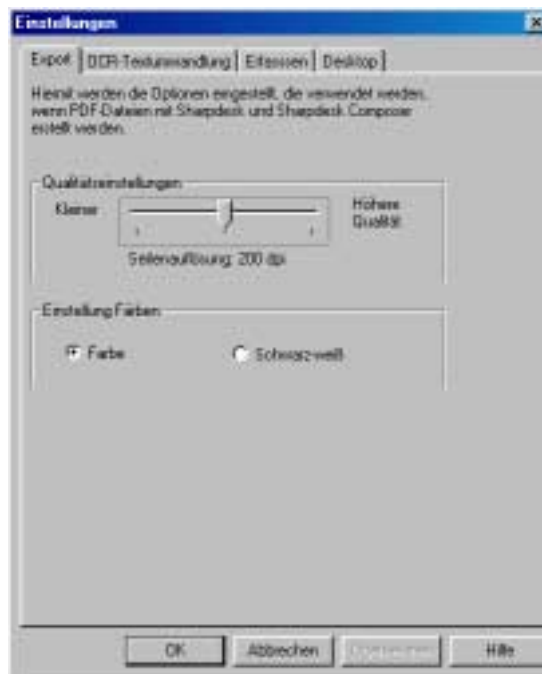 Einstellungen
Export OCR-Textumwandlung Erfassen Desktop
Hiermit werden die Optionen eingestellt, die verwendet werden,
wenn PDF-Dateien mit Sharpdesk und Sharpdesk Composer
erstellt werden.
Qualitätseinstellungen
Kleiner
Höhere
Qualität
Seitenauflösung: 200 dpi
Einstellung Farben
Farbe Schwarz-weiß
OK Abbrechen Hilfe